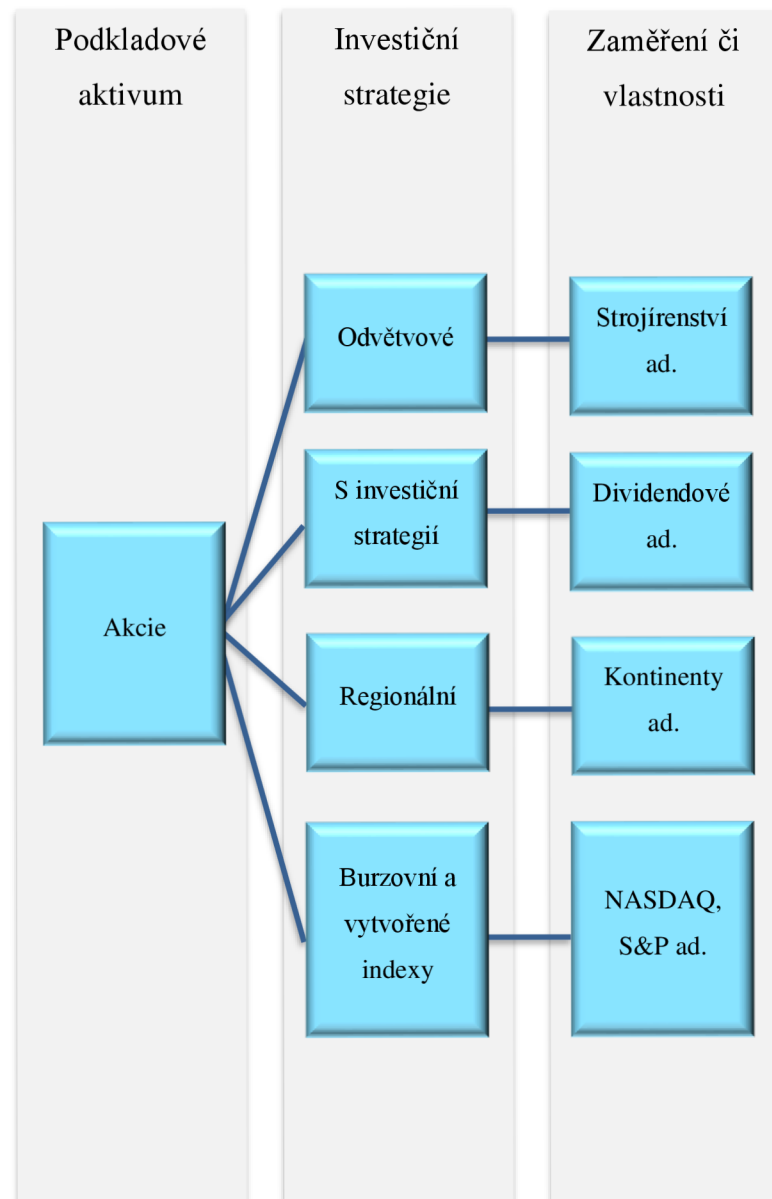 Podkladové
aktivum
Investiční
strategie
Zaměření či
vlastnosti
Akcie
Odvětvové
Strojírenství
ad.
S investiční
strategií
Dividendové
ad.
Regionální
Kontinenty
ad.
Burzovní a
vytvořené
indexy
NASDAQ,
S&P ad.